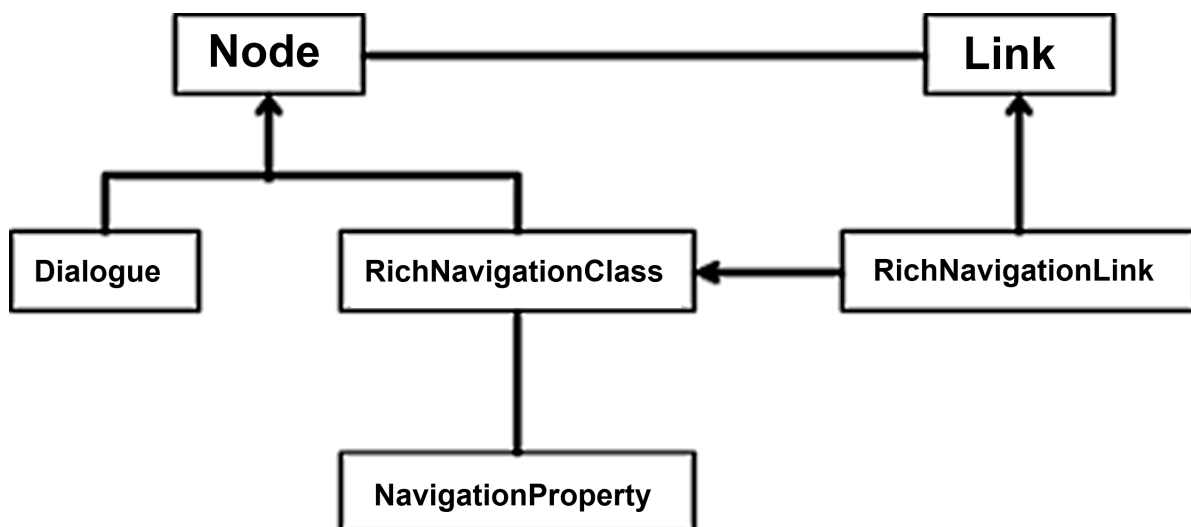 Node
Link
Dialogue
RichNavigationClass
RichNavigationLink
NavigationProperty